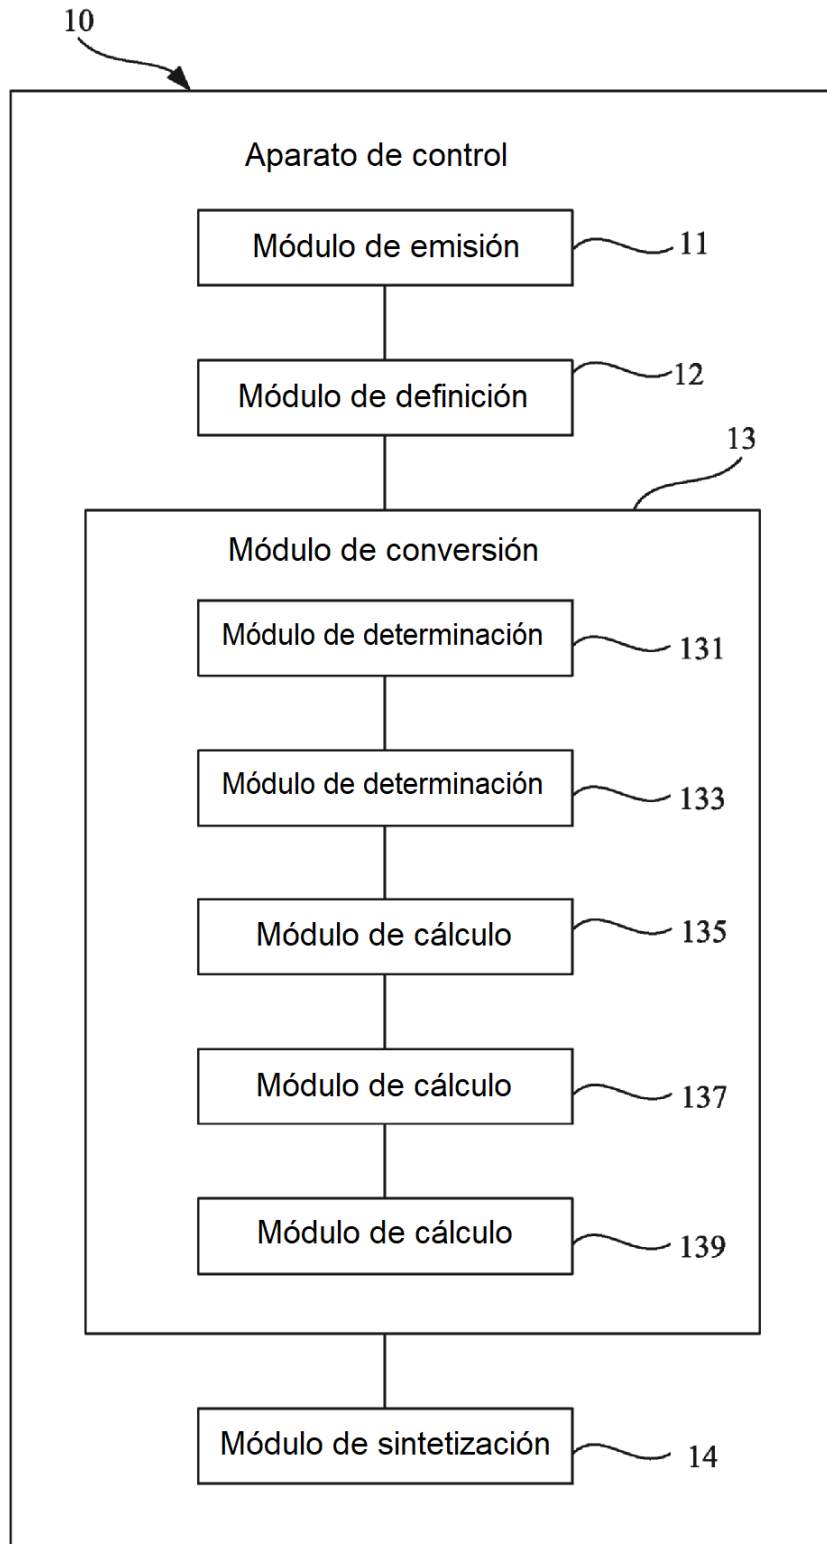 10
Aparato de control
Módulo de emisión
11
Módulo de definición
12
13
Módulo de conversión
Módulo de determinación
131
Módulo de determinación
133
Módulo de cálculo
135
Módulo de cálculo
137
Módulo de cálculo
139
Módulo de sintetización
14